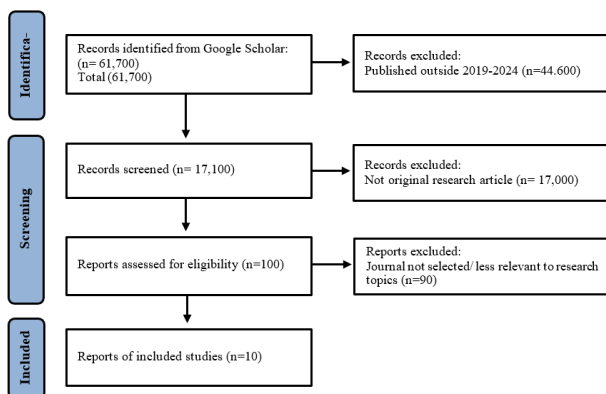 Identifica-
Records identified from Google Scholar:
(n= 61,700)
Total (61,700)
Records excluded:
Published outside 2019-2024 (n=44.600)
Screening
Records screened (n= 17,100)
Records excluded:
Not original research article (n= 17,000)
Reports assessed for eligibility (n=100)
Reports excluded:
Journal not selected/ less relevant to research
topics (n=90)
Included
Reports of included studies (n=10)